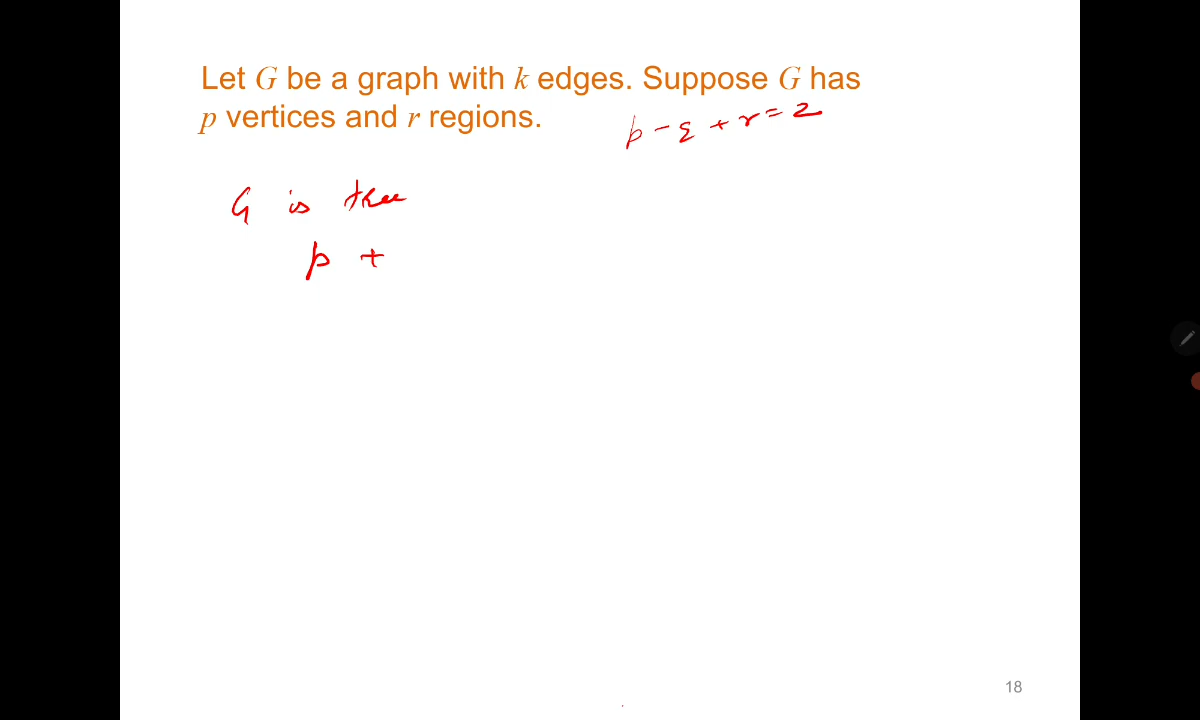 Let G be a graph with k edges. Suppose G has
p vertices and r regions.
p - ε + r = 2
G is tree
p +
18